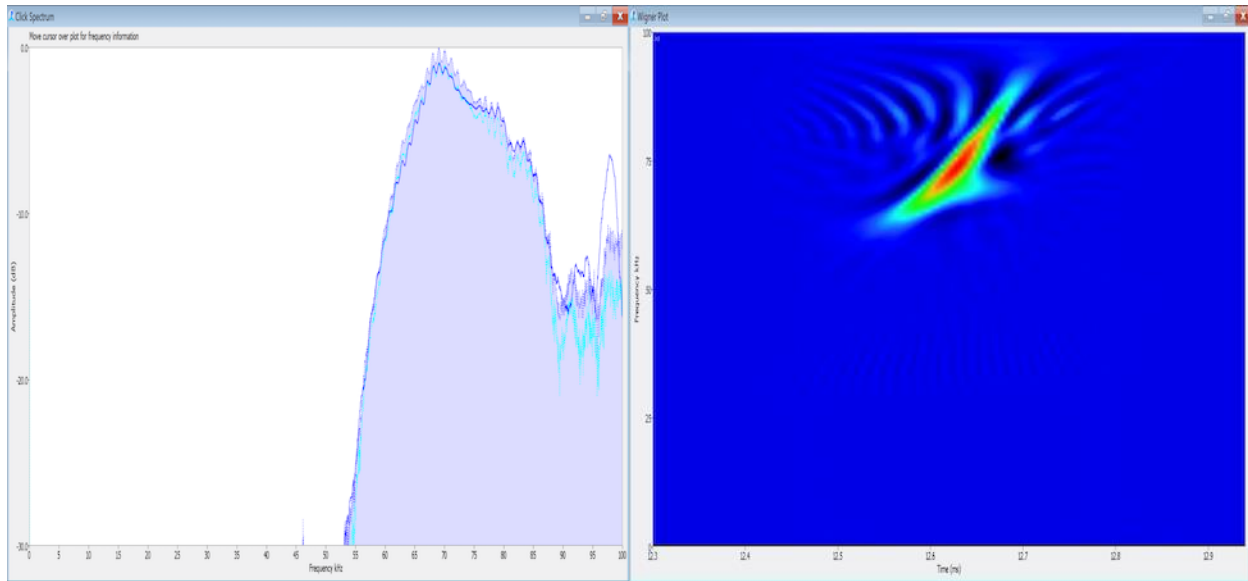 Click Spectrum
Move cursor over plot for frequency information
0.0
-10.0
-20.0
-30.0
Amplitude (dB)
0 5 10 15 20 25 30 35 40 45 50 55 60 65 70 75 80 85 90 95 100
Frequency kHz
Wigner Plot
100
75
50
25
0
Frequency kHz
12.3 12.4 12.5 12.6 12.7 12.8 12.9
Time (ms)